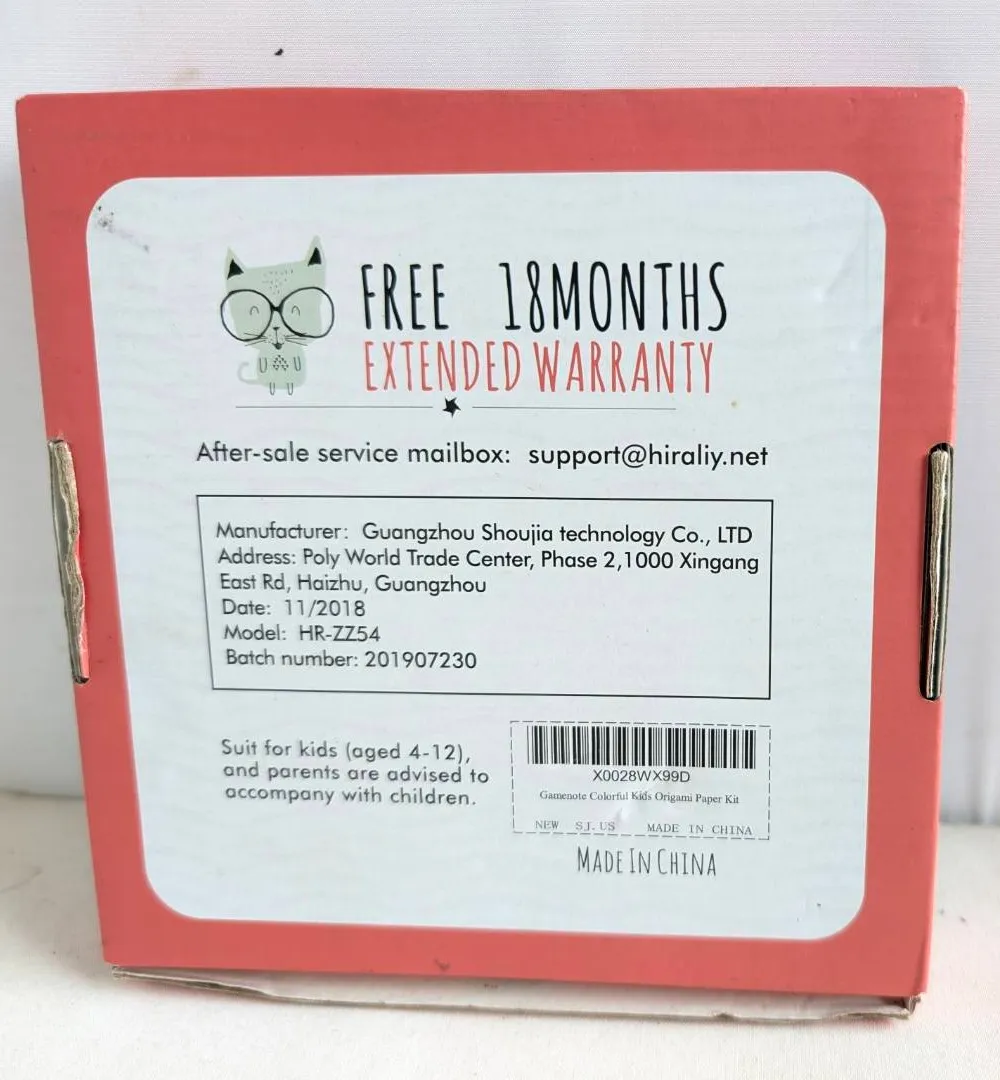 FREE 18MONTHS
EXTENDED WARRANTY
After-sale service mailbox: support@hiraliy.net
Manufacturer: Guangzhou Shoujia technology Co., LTD
Address: Poly World Trade Center, Phase 2,1000 Xingang
East Rd, Haizhu, Guangzhou
Date: 11/2018
Model: HR-ZZ54
Batch number: 201907230
Suit for kids (aged 4-12),
and parents are advised to
accompany with children.
X0028WX99D
Gamenote Colorful Kids Origami Paper Kit
NEW SJ. US MADE IN CHINA
MADE IN CHINA